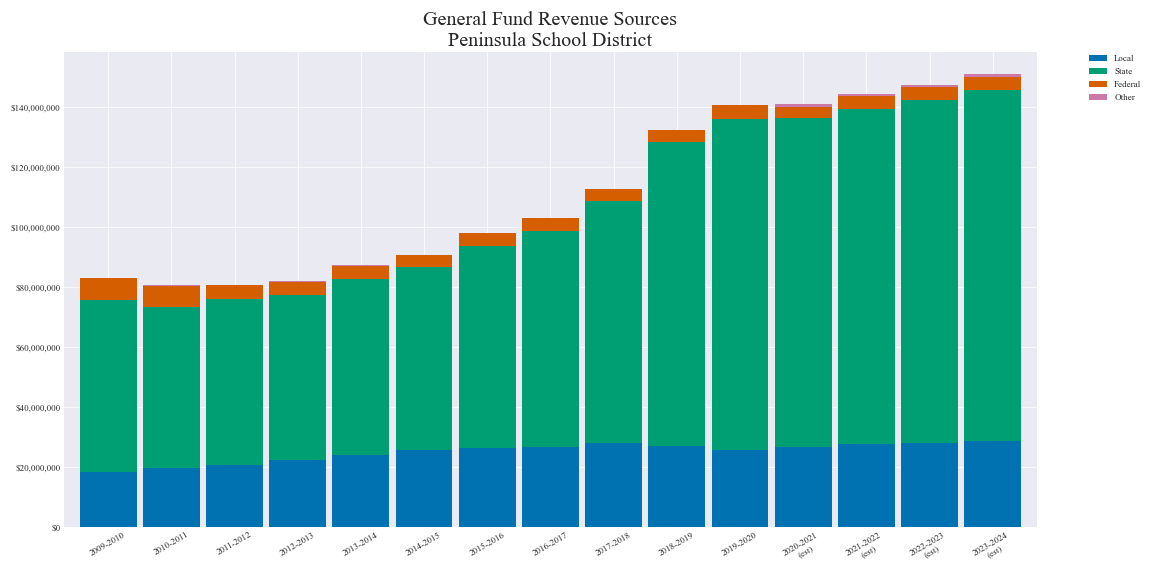 General Fund Revenue Sources
Peninsula School District
Local
State
Federal
Other
$140,000,000
$120,000,000
$100,000,000
$80,000,000
$60,000,000
$40,000,000
$20,000,000
$0
2009-2010
2010-2011
2011-2012
2012-2013
2013-2014
2014-2015
2015-2016
2016-2017
2017-2018
2018-2019
2019-2020
2020-2021
(est)
2021-2022
(est)
2022-2023
(est)
2023-2024
(est)